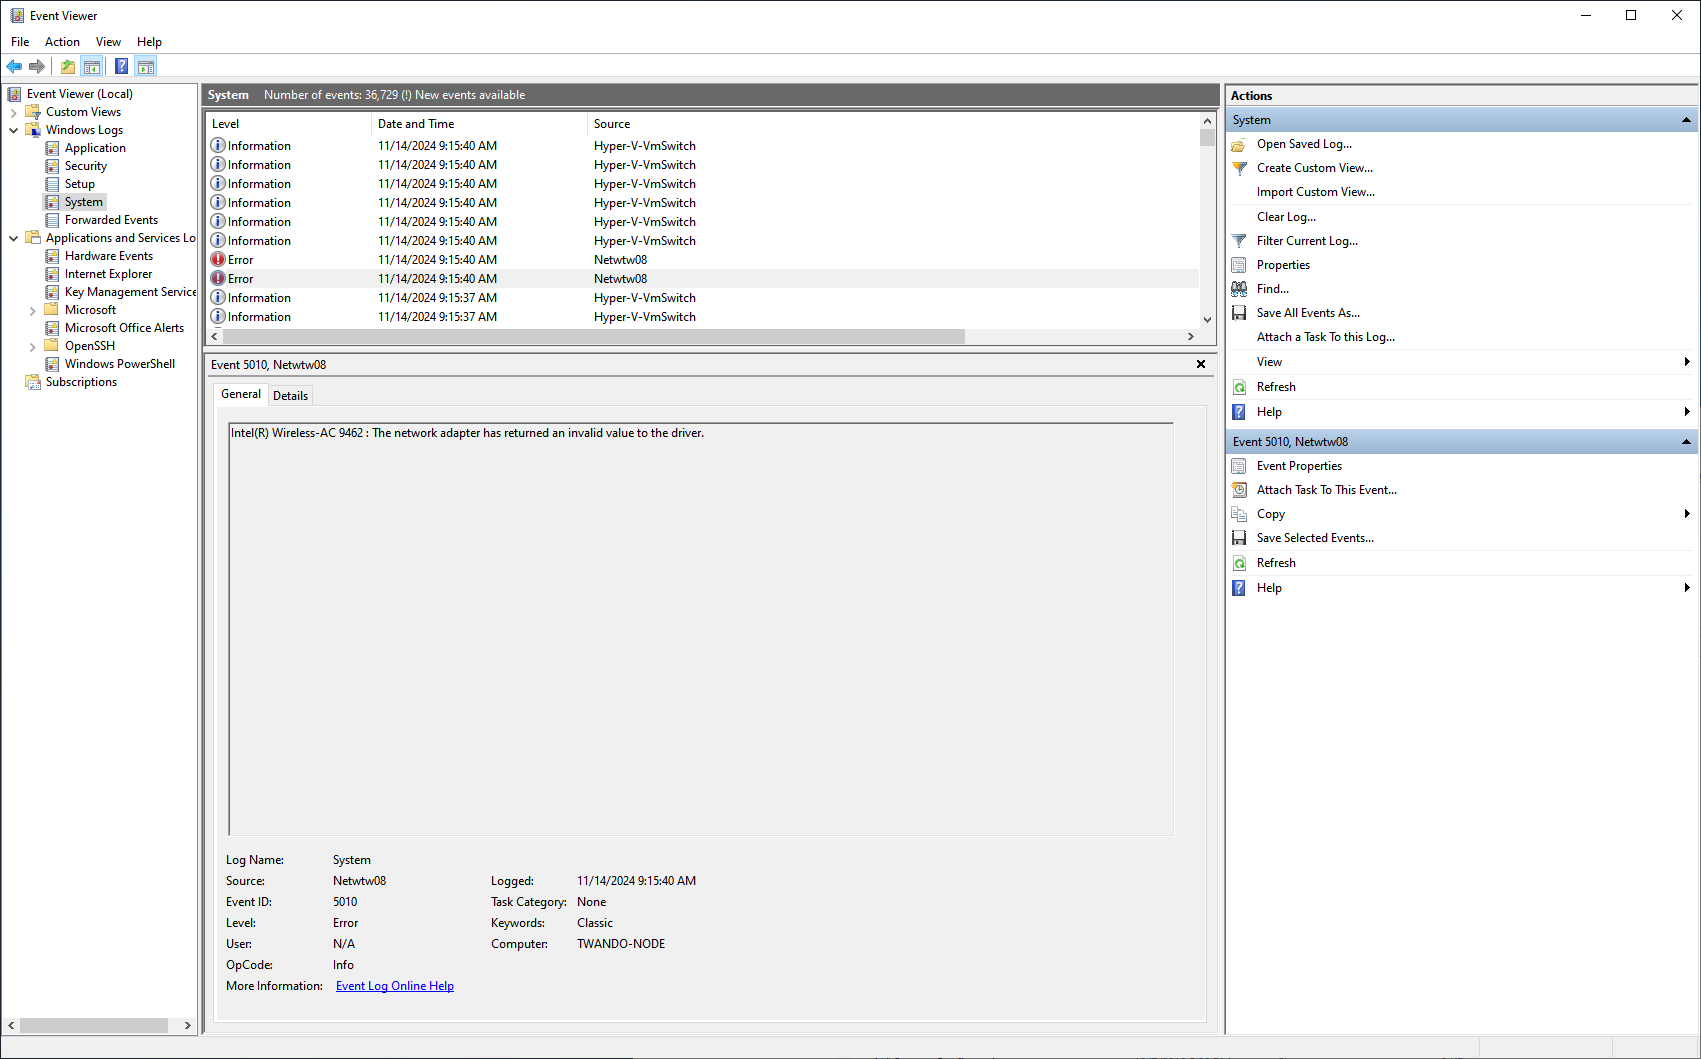 Event Viewer
File Action View Help
Event Viewer (Local)
Custom Views
Windows Logs
Application
Security
Setup
System
Forwarded Events
Applications and Services Lo
Hardware Events
Internet Explorer
Key Management Service
Microsoft
Microsoft Office Alerts
OpenSSH
Windows PowerShell
Subscriptions
System Number of events: 36,729 (!) New events available
Level Date and Time Source
Information 11/14/2024 9:15:40 AM Hyper-V-VmSwitch
Information 11/14/2024 9:15:40 AM Hyper-V-VmSwitch
Information 11/14/2024 9:15:40 AM Hyper-V-VmSwitch
Information 11/14/2024 9:15:40 AM Hyper-V-VmSwitch
Information 11/14/2024 9:15:40 AM Hyper-V-VmSwitch
Information 11/14/2024 9:15:40 AM Hyper-V-VmSwitch
Error 11/14/2024 9:15:40 AM Netwtw08
Error 11/14/2024 9:15:40 AM Netwtw08
Information 11/14/2024 9:15:37 AM Hyper-V-VmSwitch
Information 11/14/2024 9:15:37 AM Hyper-V-VmSwitch
Event 5010, Netwtw08
General Details
Intel(R) Wireless-AC 9462 : The network adapter has returned an invalid value to the driver.
Log Name: System
Source: Netwtw08 Logged: 11/14/2024 9:15:40 AM
Event ID: 5010 Task Category: None
Level: Error Keywords: Classic
User: N/A Computer: TWANDO-NODE
OpCode: Info
More Information: Event Log Online Help
Actions
System
Open Saved Log...
Create Custom View...
Import Custom View...
Clear Log...
Filter Current Log...
Properties
Find...
Save All Events As...
Attach a Task To this Log...
View
Refresh
Help
Event 5010, Netwtw08
Event Properties
Attach Task To This Event...
Copy
Save Selected Events...
Refresh
Help